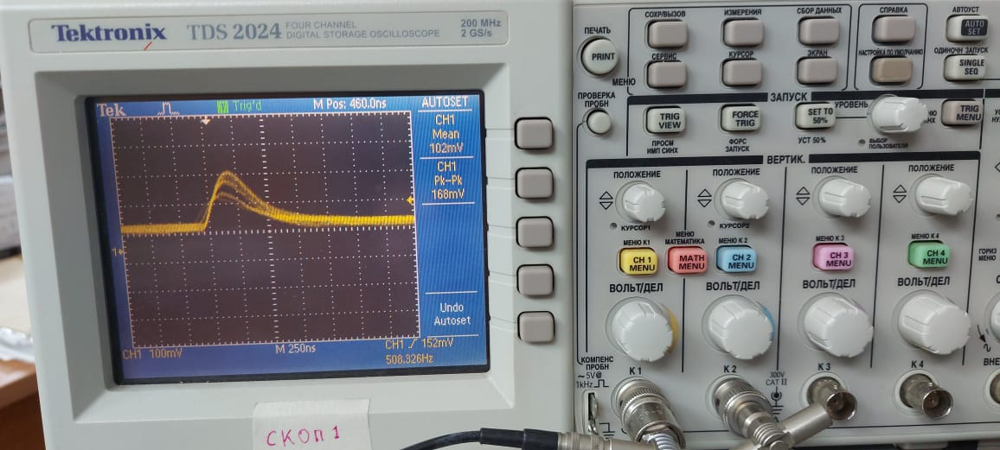 Tektronix TDS 2024 FOUR CHANNEL DIGITAL STORAGE OSCILLOSCOPE
200 MHz
2 GS/s
Tek
Trig'd
M Pos: 460.0ns
AUTOSET
CH1
Mean
102mV
CH1
Pk-Pk
168mV
1
Undo
Autoset
CH1 100mV
M 250ns
CH1 152mV
508.326Hz
СКОП 1
ПЕЧАТЬ
PRINT
СОХР/ВЫЗОВ
ИЗМЕРЕНИЯ
СБОР ДАННЫХ
СПРАВКА
АВТОУСТ
AUTO
SET
МЕНЮ
СЕРВИС
КУРСОР
ЭКРАН
НАСТРОЙКА ПО УМОЛЧАНИЮ
ОДИНОЧН ЗАПУСК
SINGLE
SEQ
ПРОВЕРКА
ПРОБН
ЗАПУСК
TRIG
VIEW
FORCE
TRIG
SET TO
50%
УРОВЕНЬ
TRIG
MENU
ПРОСМ
ИМП СИНХ
ФОРС
ЗАПУСК
УСТ 50%
ВЫБОР
ПОЛЬЗОВАТЕЛЯ
ВЕРТИК.
ПОЛОЖЕНИЕ
ПОЛОЖЕНИЕ
ПОЛОЖЕНИЕ
ПОЛОЖЕНИЕ
КУРСОР1
КУРСОР2
МЕНЮ К1
МЕНЮ
МАТЕМАТИКА
МЕНЮ К 2
МЕНЮ К 3
МЕНЮ К 4
CH 1
MENU
MATH
MENU
CH 2
MENU
CH 3
MENU
CH 4
MENU
ГОРИЗ
МЕНЮ
ВОЛЬТ/ДЕЛ
ВОЛЬТ/ДЕЛ
ВОЛЬТ/ДЕЛ
ВОЛЬТ/ДЕЛ
КОМПЕНС
ПРОБН
~5V@
1kHz
К 1
К 2
300V
CAT II
К 3
К 4